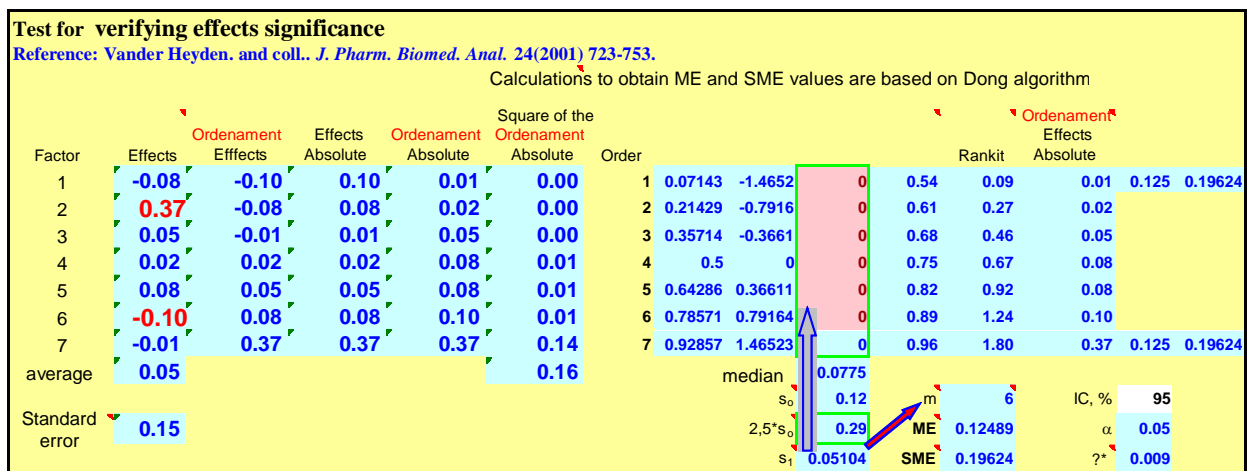 Test for verifying effects significance
Reference: Vander Heyden. and coll.. J. Pharm. Biomed. Anal. 24(2001) 723-753.
Calculations to obtain ME and SME values are based on Dong algorithm
Square of the
Ordenament Effects Ordenament Ordenament Ordenament Effects
Factor Effects Efffects Absolute Absolute Absolute Order Rankit Absolute
1 -0.08 -0.10 0.10 0.01 0.00 1 0.07143 -1.4652 0 0.54 0.09 0.01 0.125 0.19624
2 0.37 -0.08 0.08 0.02 0.00 2 0.21429 -0.7916 0 0.61 0.27 0.02
3 0.05 -0.01 0.01 0.05 0.00 3 0.35714 -0.3661 0 0.68 0.46 0.05
4 0.02 0.02 0.02 0.08 0.01 4 0.5 0 0 0.75 0.67 0.08
5 0.08 0.05 0.05 0.08 0.01 5 0.64286 0.36611 0 0.82 0.92 0.08
6 -0.10 0.08 0.08 0.10 0.01 6 0.78571 0.79164 0 0.89 1.24 0.10
7 -0.01 0.37 0.37 0.37 0.14 7 0.92857 1.46523 0 0.96 1.80 0.37 0.125 0.19624
average 0.05 0.16 median 0.0775
s₀ 0.12 m 6 IC, % 95
Standard error 0.15 2,5*s₀ 0.29 ME 0.12489 α 0.05
s₁ 0.05104 SME 0.19624 ?* 0.009